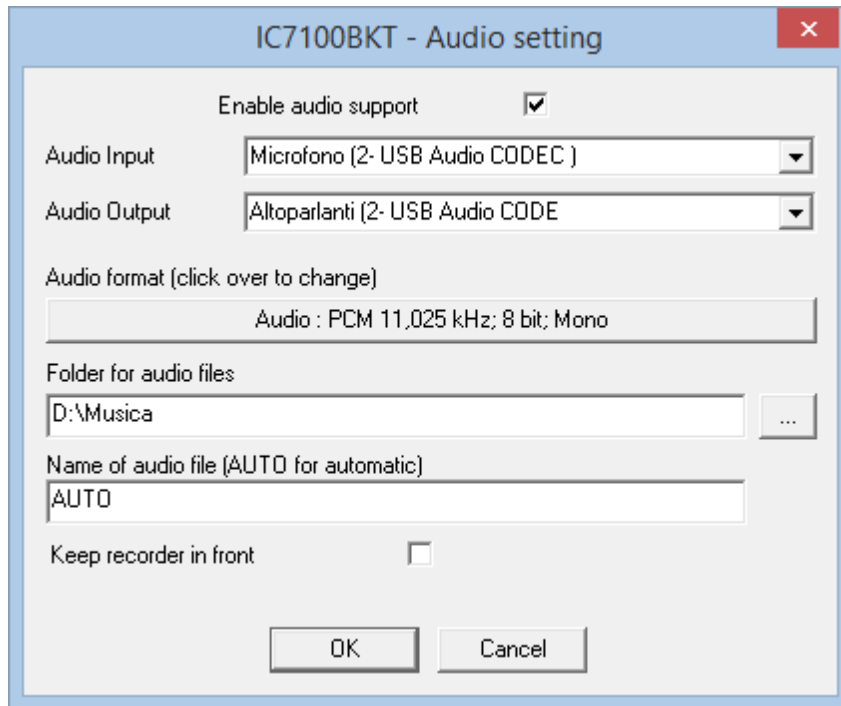 IC7100BKT - Audio setting
Enable audio support
Audio Input Microfono (2- USB Audio CODEC )
Audio Output Altoparlanti (2- USB Audio CODE
Audio format (click over to change)
Audio : PCM 11,025 kHz; 8 bit; Mono
Folder for audio files
D:\Musica ...
Name of audio file (AUTO for automatic)
AUTO
Keep recorder in front
OK Cancel